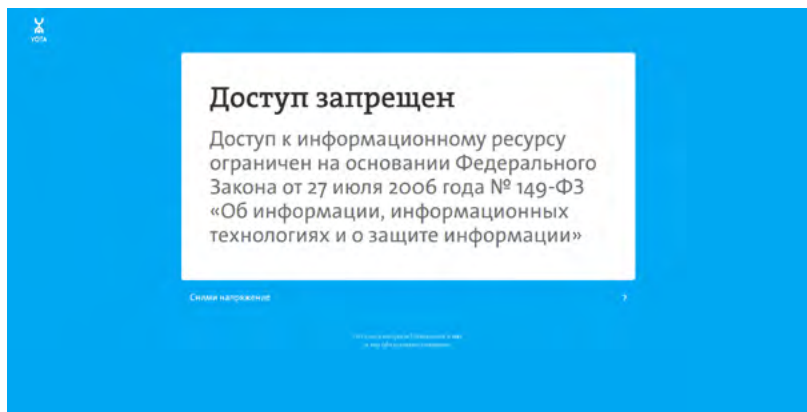 YOTA
Доступ запрещен
Доступ к информационному ресурсу
ограничен на основании Федерального
Закона от 27 июля 2006 года № 149-ФЗ
«Об информации, информационных
технологиях и о защите информации»
Сними напряжение